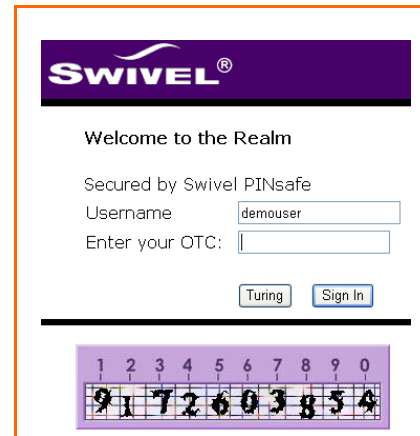 SWIVEL®
Welcome to the Realm
Secured by Swivel PINsafe
Username demouser
Enter your OTC:
Turing Sign In
1 2 3 4 5 6 7 8 9 0
9 1 7 2 6 0 3 8 5 4